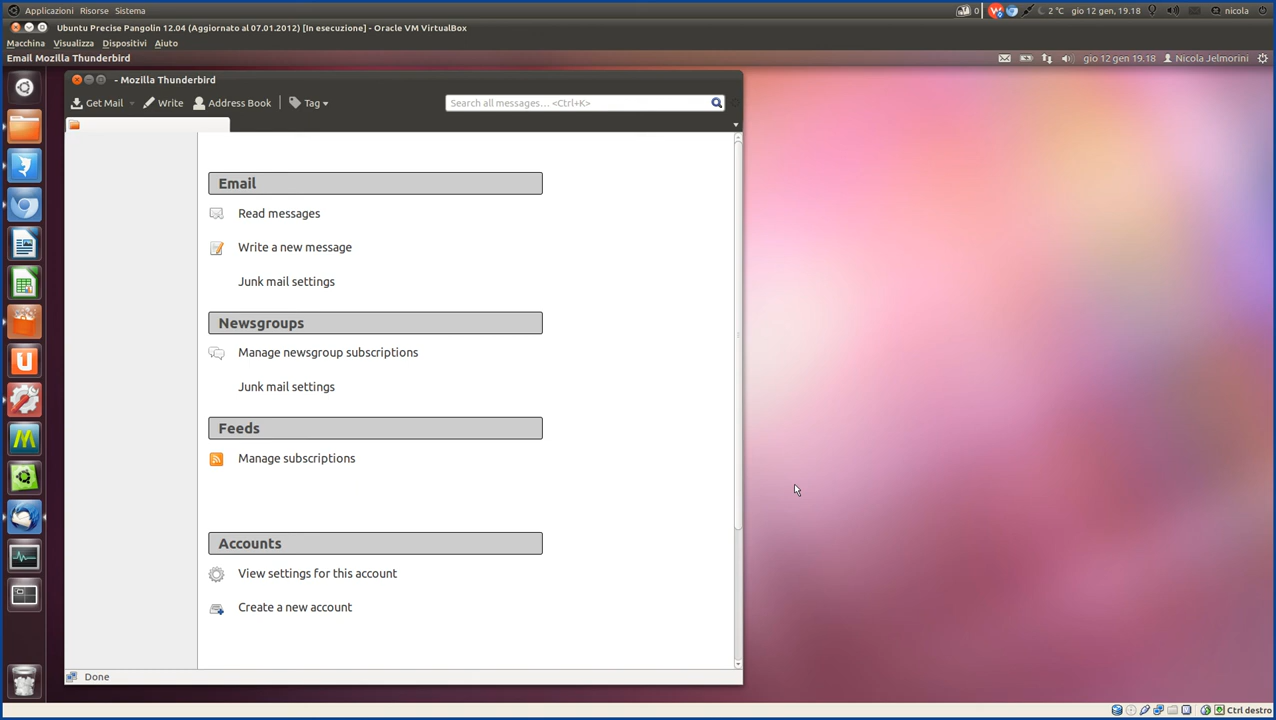 Applicazioni Risorse Sistema
0
2 °C gio 12 gen, 19.18 nicola
Ubuntu Precise Pangolin 12.04 (Aggiornato al 07.01.2012) [In esecuzione] - Oracle VM VirtualBox
Macchina Visualizza Dispositivi Aiuto
Email Mozilla Thunderbird
gio 12 gen 19.18 Nicola Jelmorini
- Mozilla Thunderbird
Get Mail Write Address Book Tag
Search all messages... <Ctrl+K>
Email
Read messages
Write a new message
Junk mail settings
Newsgroups
Manage newsgroup subscriptions
Junk mail settings
Feeds
Manage subscriptions
Accounts
View settings for this account
Create a new account
Done
Ctrl destro